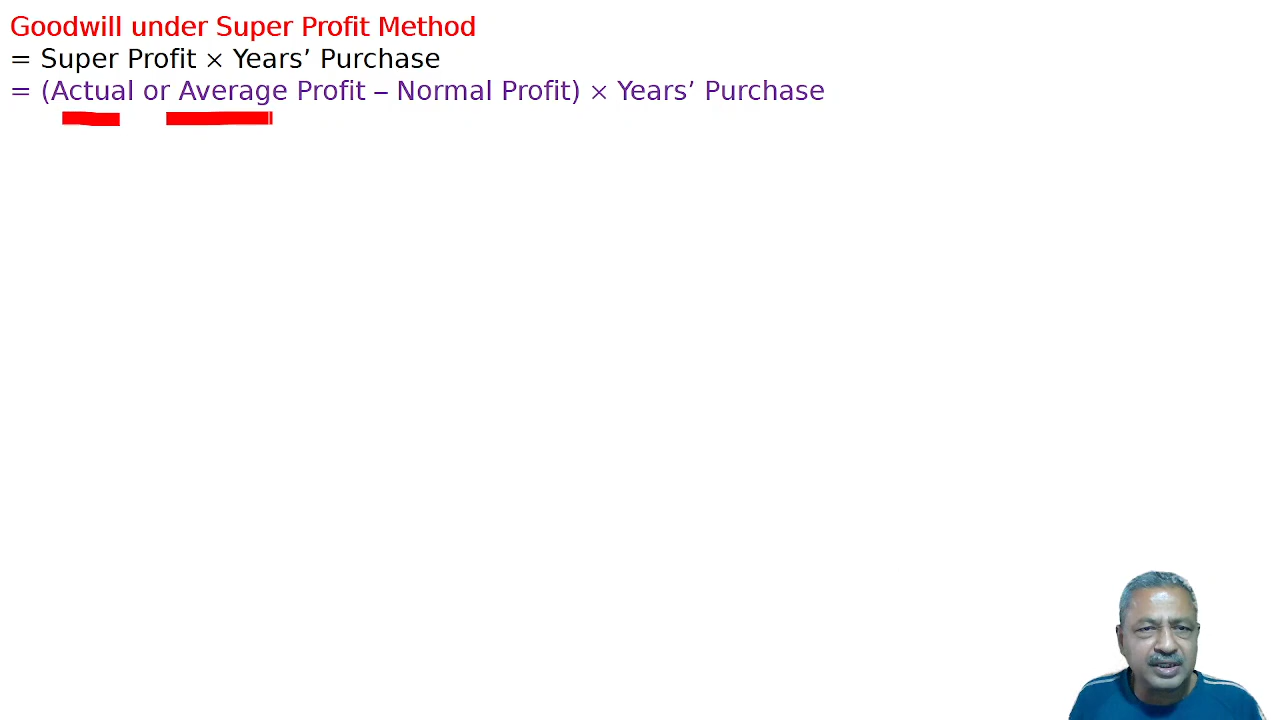 Goodwill under Super Profit Method
= Super Profit × Years’ Purchase
= (Actual or Average Profit – Normal Profit) × Years’ Purchase